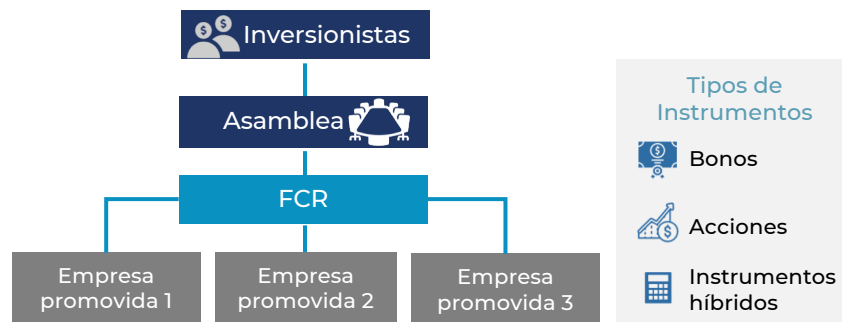 Inversionistas
Asamblea
FCR
Empresa
promovida 1
Empresa
promovida 2
Empresa
promovida 3
Tipos de
Instrumentos
Bonos
Acciones
Instrumentos
híbridos